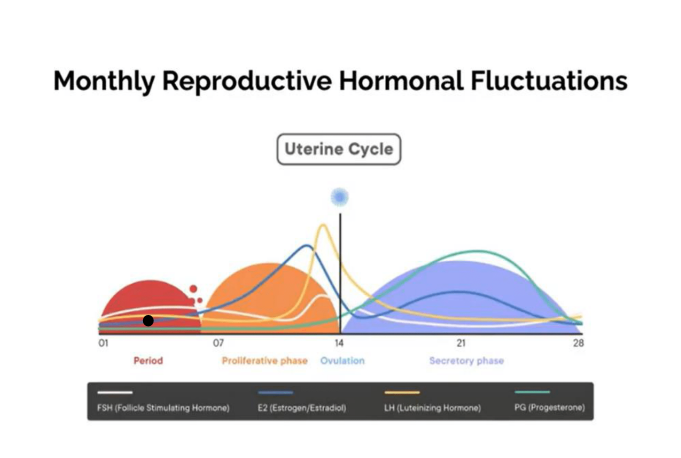 Monthly Reproductive Hormonal Fluctuations
Uterine Cycle
01 07 14 21 28
Period Proliferative phase Ovulation Secretory phase
FSH (Follicle Stimulating Hormone) E2 (Estrogen/Estradiol) LH (Luteinizing Hormone) PG (Progesterone)